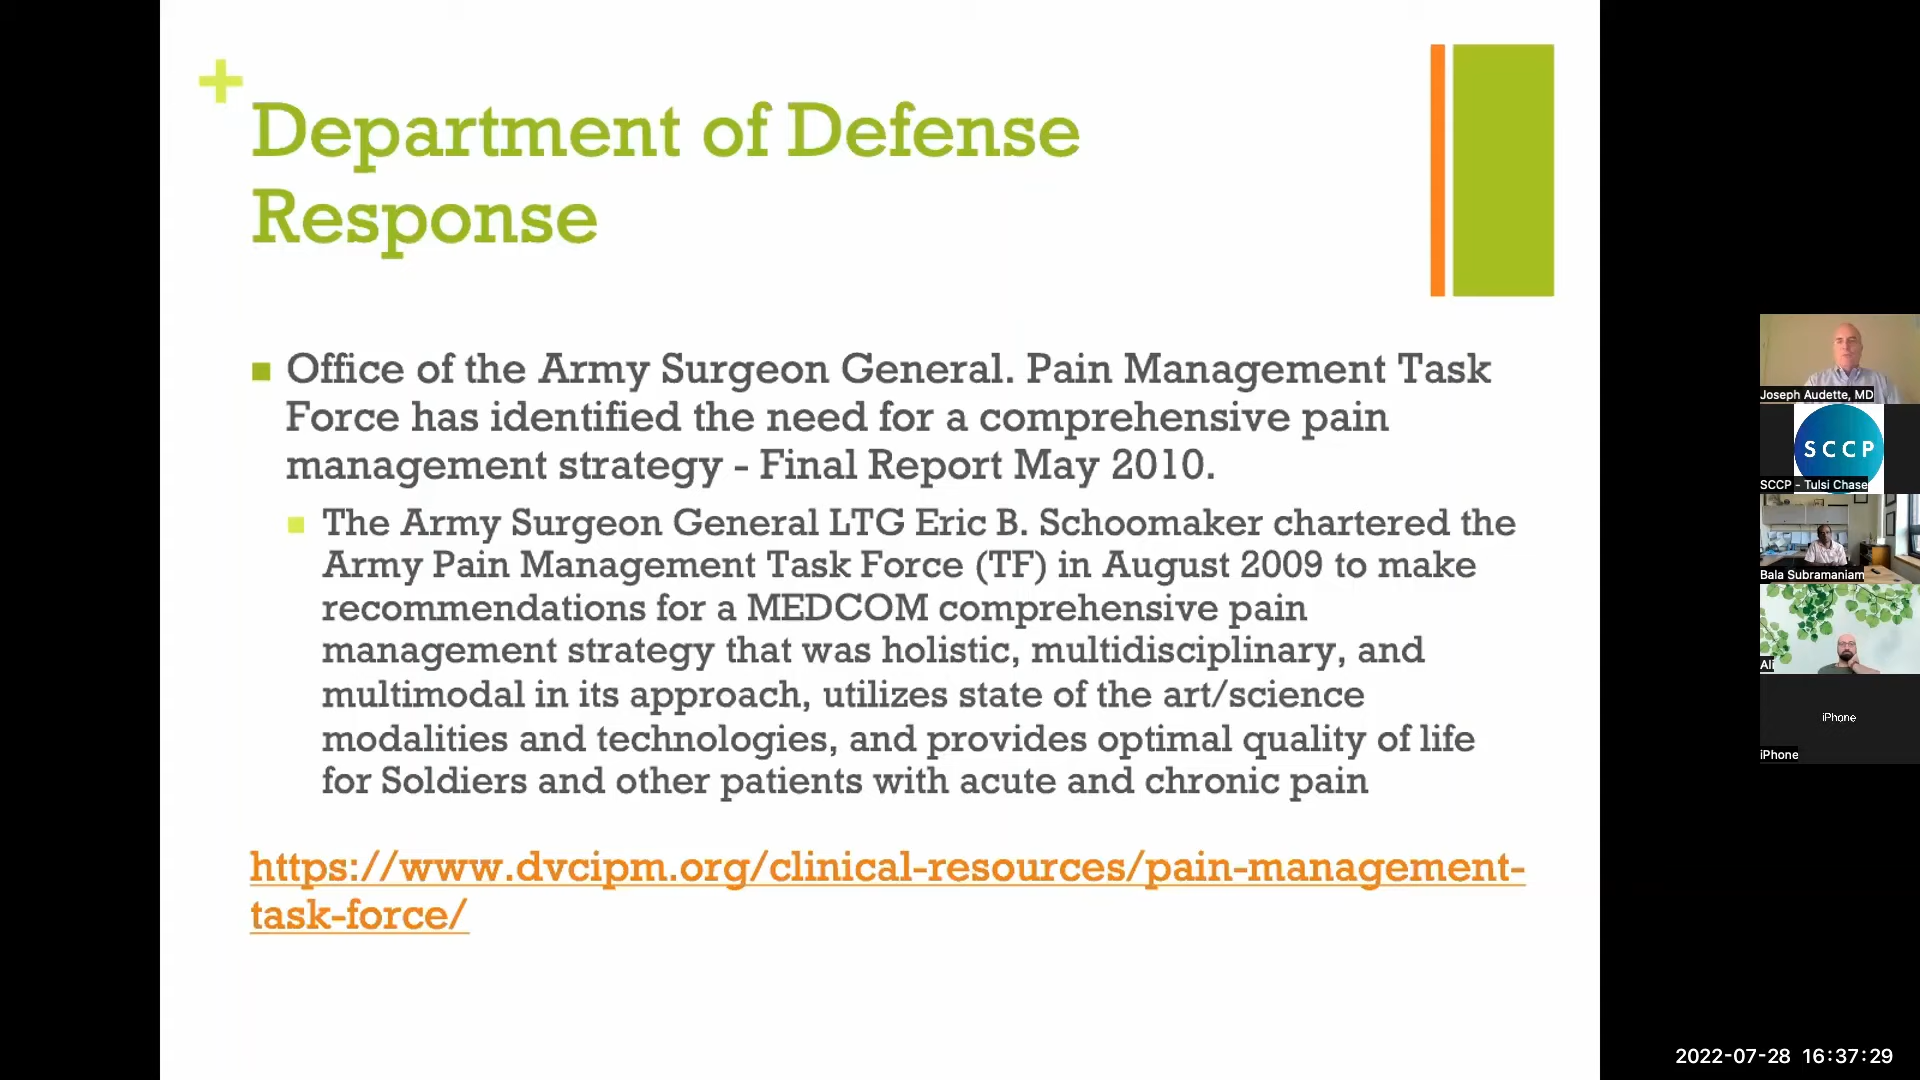 +
Department of Defense
Response
Office of the Army Surgeon General. Pain Management Task
Force has identified the need for a comprehensive pain
management strategy - Final Report May 2010.
The Army Surgeon General LTG Eric B. Schoomaker chartered the
Army Pain Management Task Force (TF) in August 2009 to make
recommendations for a MEDCOM comprehensive pain
management strategy that was holistic, multidisciplinary, and
multimodal in its approach, utilizes state of the art/science
modalities and technologies, and provides optimal quality of life
for Soldiers and other patients with acute and chronic pain
https://www.dvcipm.org/clinical-resources/pain-management-
task-force/
Joseph Audette, MD
SCCP
SCCP - Tulsi Chase
Bala Subramaniam
Ali
iPhone
iPhone
2022-07-28 16:37:29